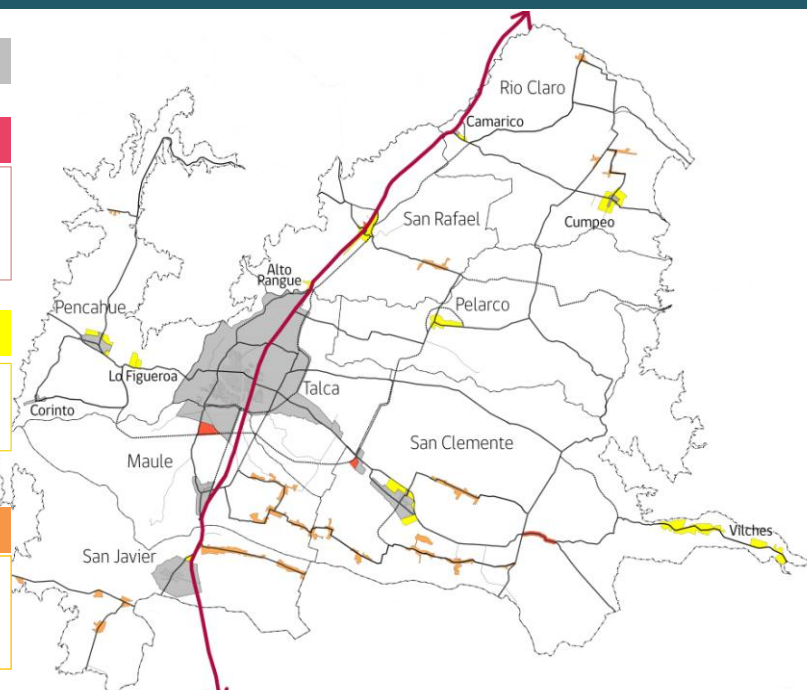 Rio Claro
Camarico
San Rafael
Cumpeo
Alto
Pangue
Pencahue
Pelarco
Lo Figueroa
Talca
Corinto
San Clemente
Maule
Vilches
San Javier